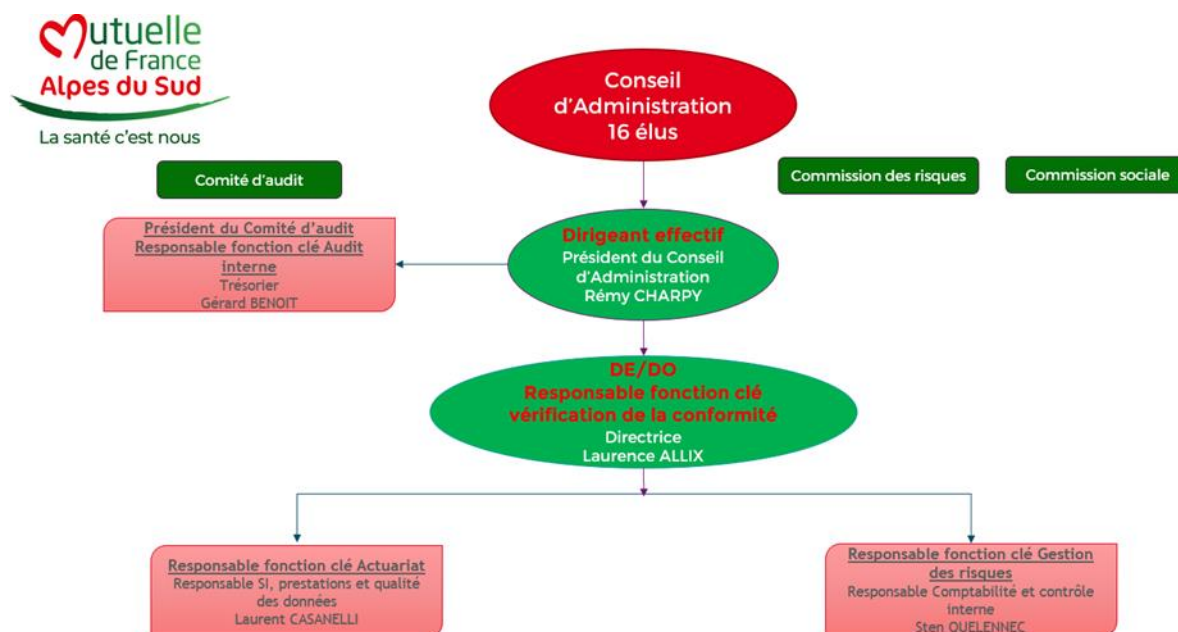 Mutuelle
de France
Alpes du Sud
La santé c'est nous
Conseil
d'Administration
16 élus
Comité d'audit
Commission des risques
Commission sociale
Président du Comité d'audit
Responsable fonction clé Audit
interne
Trésorier
Gérard BENOIT
Dirigeant effectif
Président du Conseil
d'Administration
Rémy CHARPY
DE/DO
Responsable fonction clé
vérification de la conformité
Directrice
Laurence ALLIX
Responsable fonction clé Actuariat
Responsable SI, prestations et qualité
des données
Laurent CASANELLI
Responsable fonction clé Gestion
des risques
Responsable Comptabilité et contrôle
interne
Sten QUELENNEC